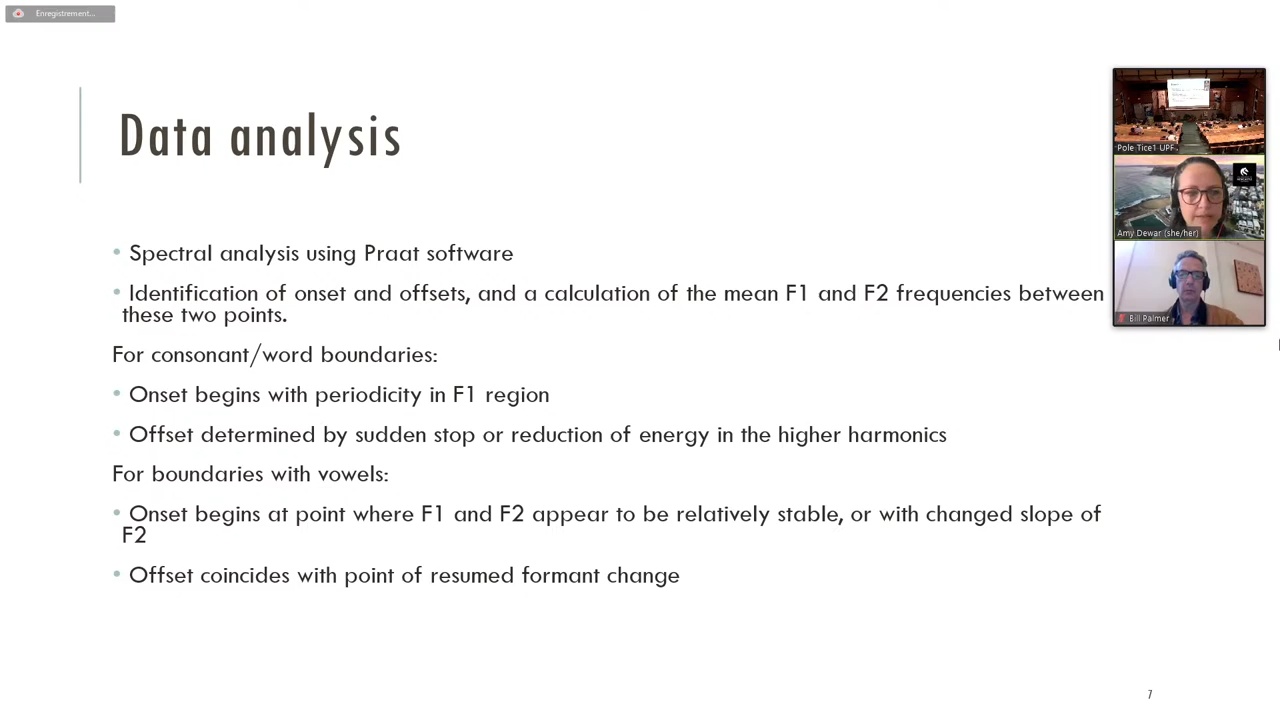 Enregistrement...
Data analysis
• Spectral analysis using Praat software
• Identification of onset and offsets, and a calculation of the mean F1 and F2 frequencies between
these two points.
For consonant/word boundaries:
• Onset begins with periodicity in F1 region
• Offset determined by sudden stop or reduction of energy in the higher harmonics
For boundaries with vowels:
• Onset begins at point where F1 and F2 appear to be relatively stable, or with changed slope of
F2
• Offset coincides with point of resumed formant change
Pole Tice1 UPF
Amy Dewar (she/her)
Bill Palmer
7